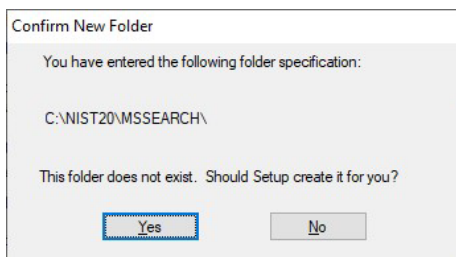 Confirm New Folder
You have entered the following folder specification:
C:\NIST20\MSSEARCH\
This folder does not exist. Should Setup create it for you?
Yes No